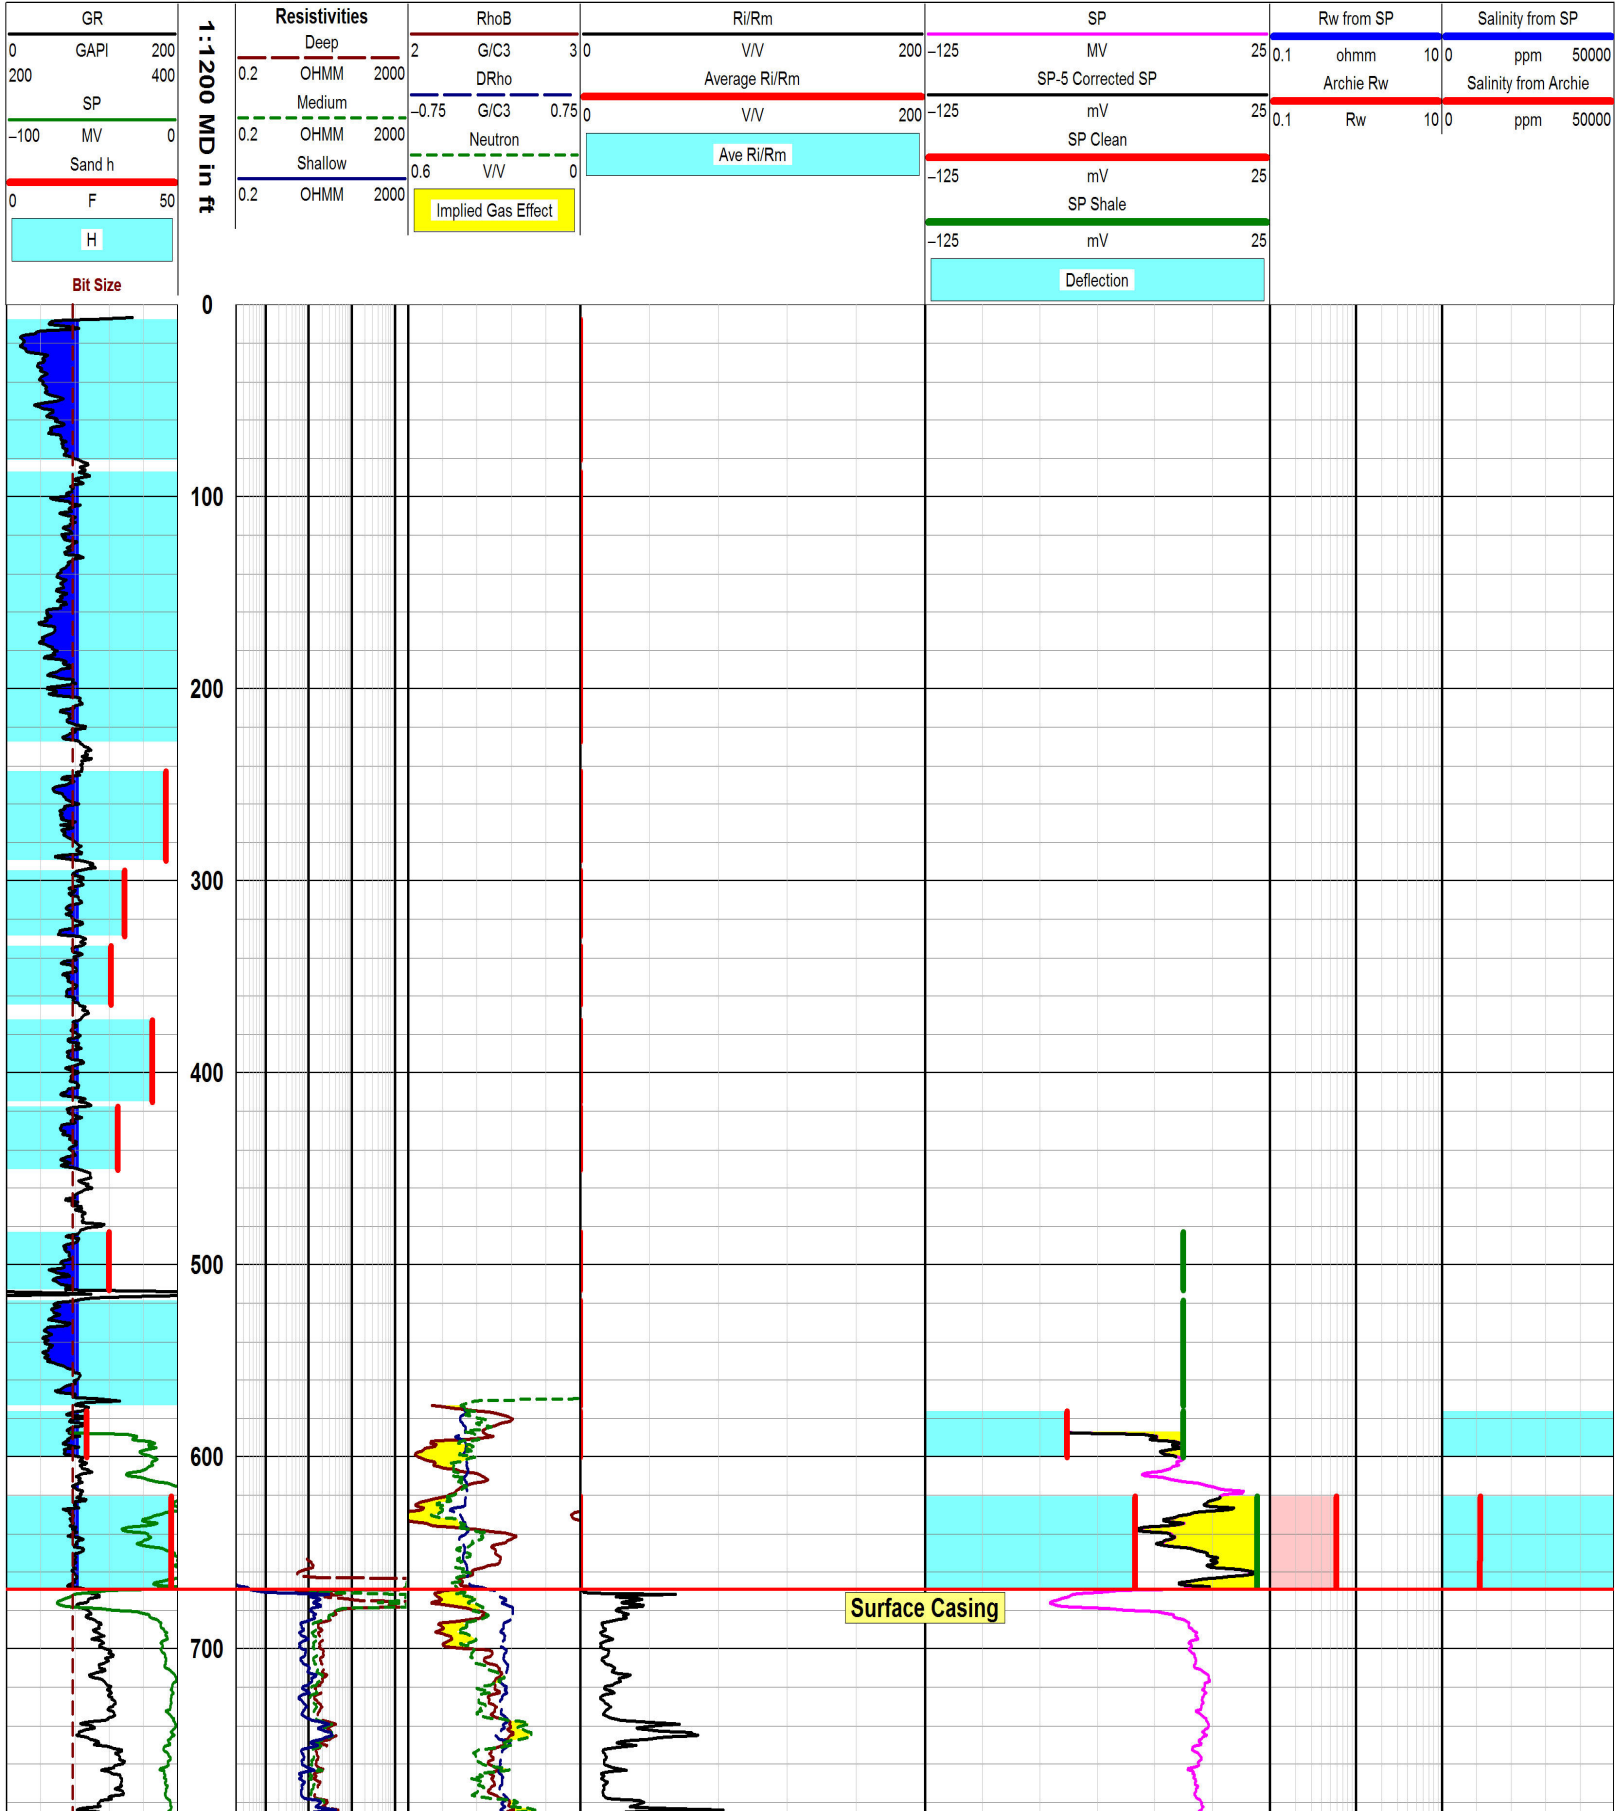 GR
0 GAPI 200
200 400
SP
−100 MV 0
Sand h
0 F 50
H
Bit Size
1:1200 MD in ft
Resistivities
Deep
0.2 OHMM 2000
Medium
0.2 OHMM 2000
Shallow
0.2 OHMM 2000
RhoB
2 G/C3 3
DRho
−0.75 G/C3 0.75
Neutron
0.6 V/V 0
Implied Gas Effect
Ri/Rm
0 V/V 200
Average Ri/Rm
0 V/V 200
Ave Ri/Rm
SP
−125 MV 25
SP-5 Corrected SP
−125 mV 25
SP Clean
−125 mV 25
SP Shale
−125 mV 25
Deflection
Rw from SP
0.1 ohmm 10
Archie Rw
0.1 Rw 10
Salinity from SP
0 ppm 50000
Salinity from Archie
0 ppm 50000
0
100
200
300
400
500
600
Surface Casing
700